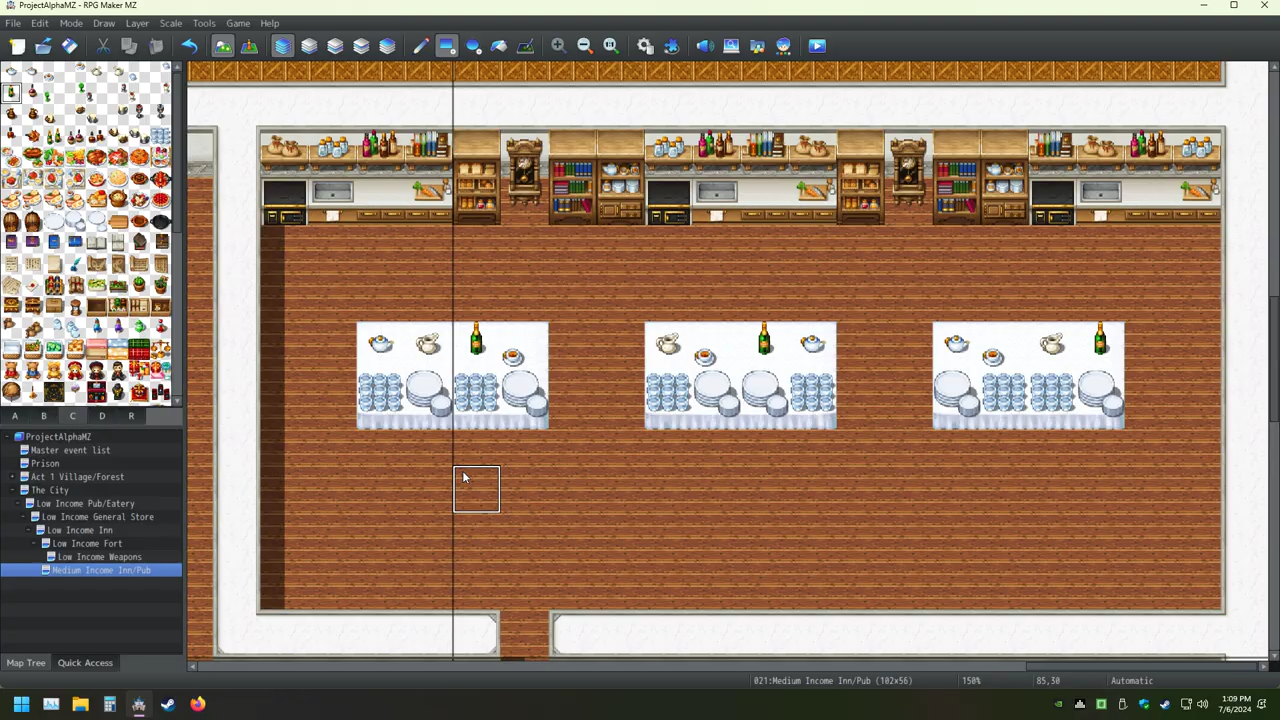 ProjectAlphaMZ - RPG Maker MZ
File Edit Mode Draw Layer Scale Tools Game Help
A B C D R
ProjectAlphaMZ
Master event list
Prison
Act 1 Village/Forest
The City
Low Income Pub/Eatery
Low Income General Store
Low Income Inn
Low Income Fort
Low Income Weapons
Medium Income Inn/Pub
Map Tree Quick Access
021:Medium Income Inn/Pub (102x56) 150% 85,30 Automatic
1:09 PM
7/6/2024